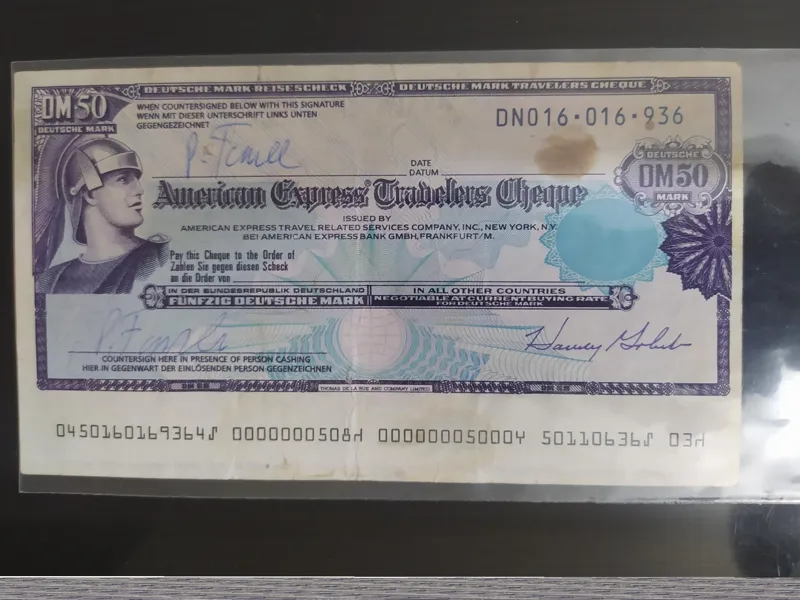 DEUTSCHE MARK-REISESCHECK DEUTSCHE MARK TRAVELERS CHEQUE
DM 50
DEUTSCHE MARK
WHEN COUNTERSIGNED BELOW WITH THIS SIGNATURE
WENN MIT DIESER UNTERSCHRIFT LINKS UNTEN
GEGENGEZEICHNET
DN016·016·936
DATE
DATUM
DEUTSCHE
DM 50
MARK
American Express Travelers Cheque
ISSUED BY
AMERICAN EXPRESS TRAVEL RELATED SERVICES COMPANY, INC., NEW YORK, N.Y.
BEI AMERICAN EXPRESS BANK GMBH, FRANKFURT/M.
Pay this Cheque to the Order of
Zahlen Sie gegen diesen Scheck
an die Order von
IN DER BUNDESREPUBLIK DEUTSCHLAND
FÜNFZIG DEUTSCHE MARK
IN ALL OTHER COUNTRIES
NEGOTIABLE AT CURRENT BUYING RATE
FOR DEUTSCHE MARK
COUNTERSIGN HERE IN PRESENCE OF PERSON CASHING
HIER IN GEGENWART DER EINLÖSENDEN PERSON GEGENZEICHNEN
THOMAS DE LA RUE AND COMPANY LIMITED
0450160169364⑀ 000000050⑧ 00000005000 50110636⑀ 03